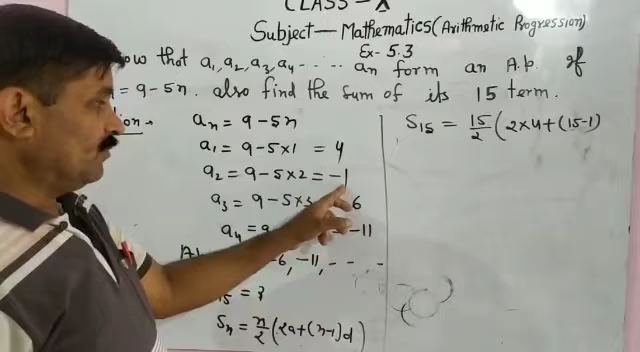 CLASS - X
Subject — Mathematics (Arithmetic Progression)
Ex- 5.3
ow that a₁, a₂, a₃, a₄ ------ an form an A.P. of
= 9-5n. also find the sum of its 15 term.
on-
an = 9-5n
a₁ = 9-5×1 = 4
a₂ = 9-5×2 = -1
a₃ = 9-5×3 6
a₄ = 9 -11
A
-6, -11, - - -
15 = ?
Sn = n/2 (2a+(n-1)d)
S15 = 15/2 (2×4+(15-1)